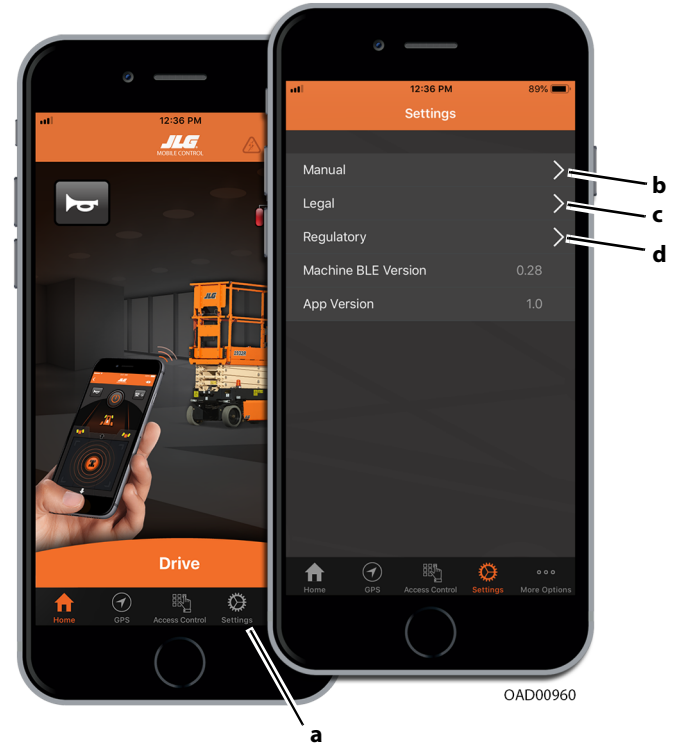 12:36 PM
JLG
MOBILE CONTROL
JLG
Drive
Home GPS Access Control Settings
12:36 PM 89%
Settings
Manual
Legal
Regulatory
Machine BLE Version 0.28
App Version 1.0
Home GPS Access Control Settings More Options
b
c
d
a
OAD00960